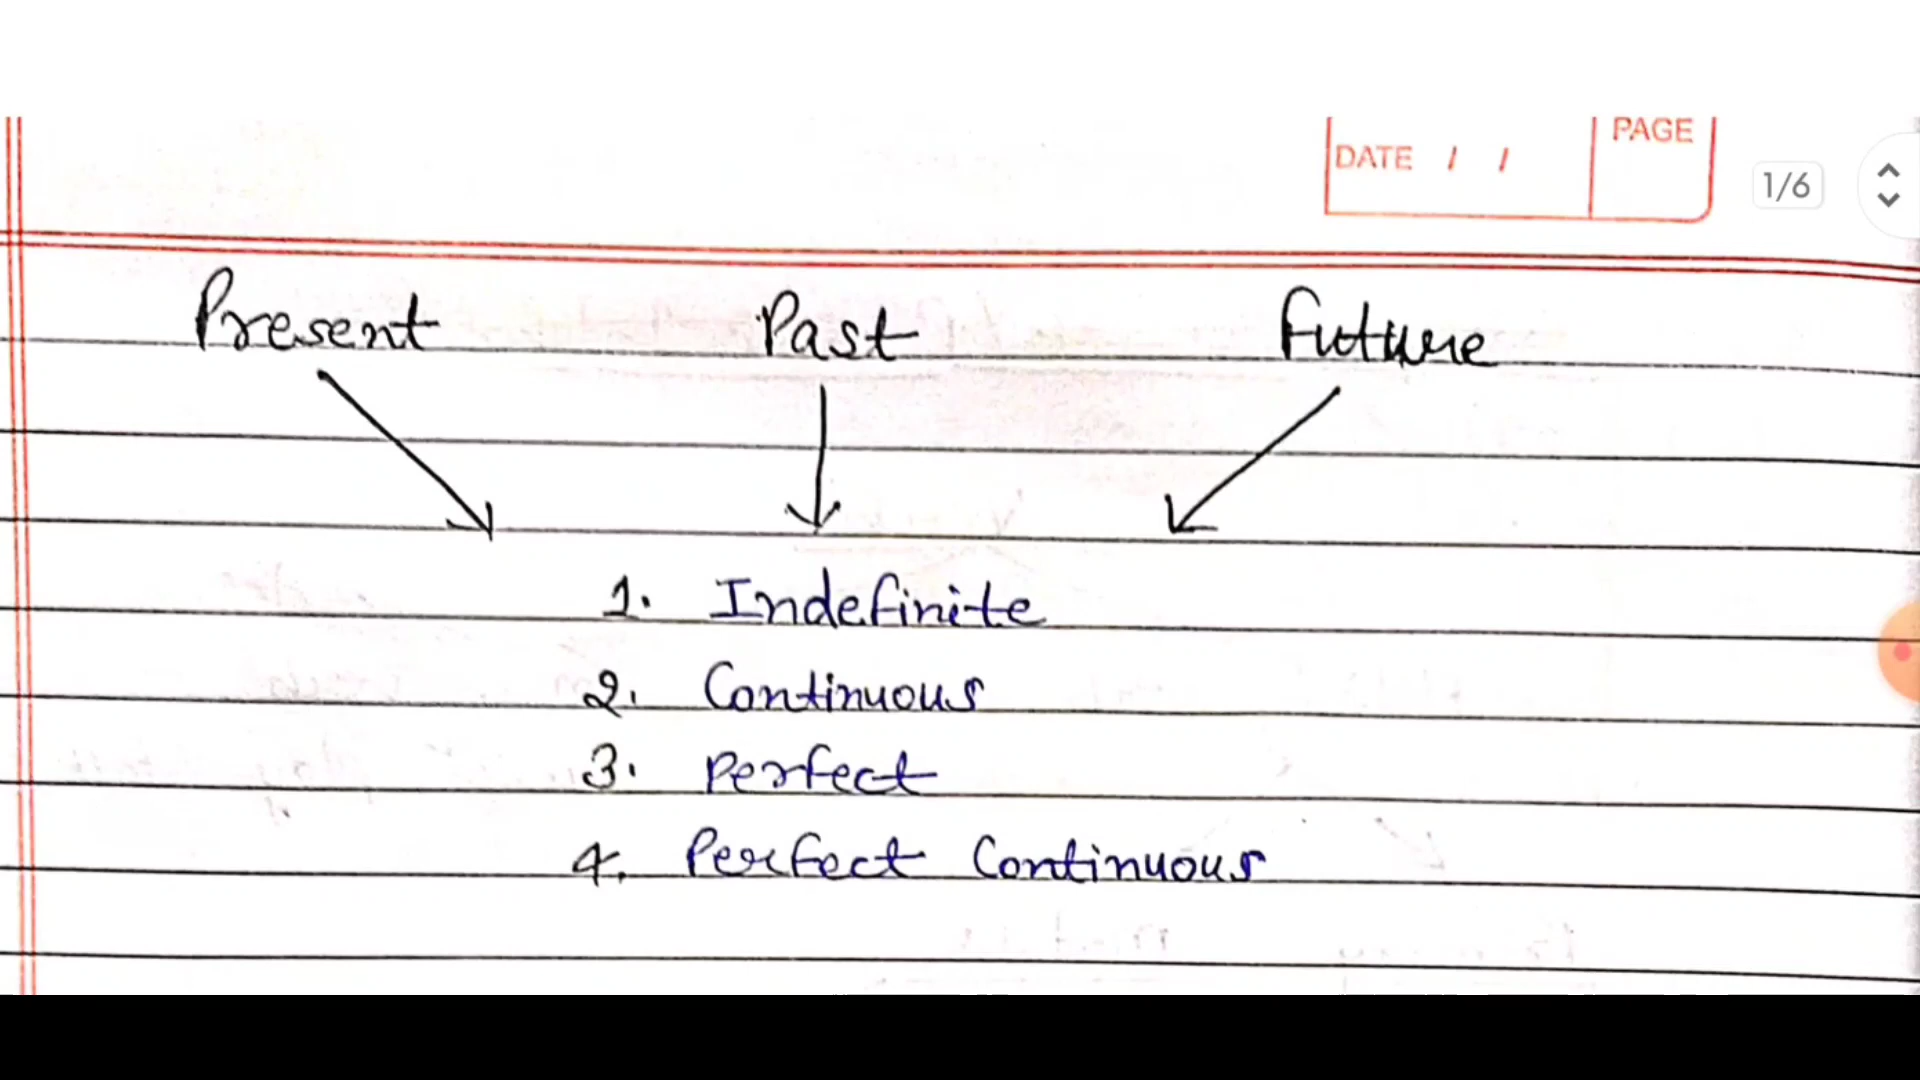 PAGE
DATE / /
1/6
Present Past Future
1. Indefinite
2. Continuous
3. Perfect
4. Perfect Continuous